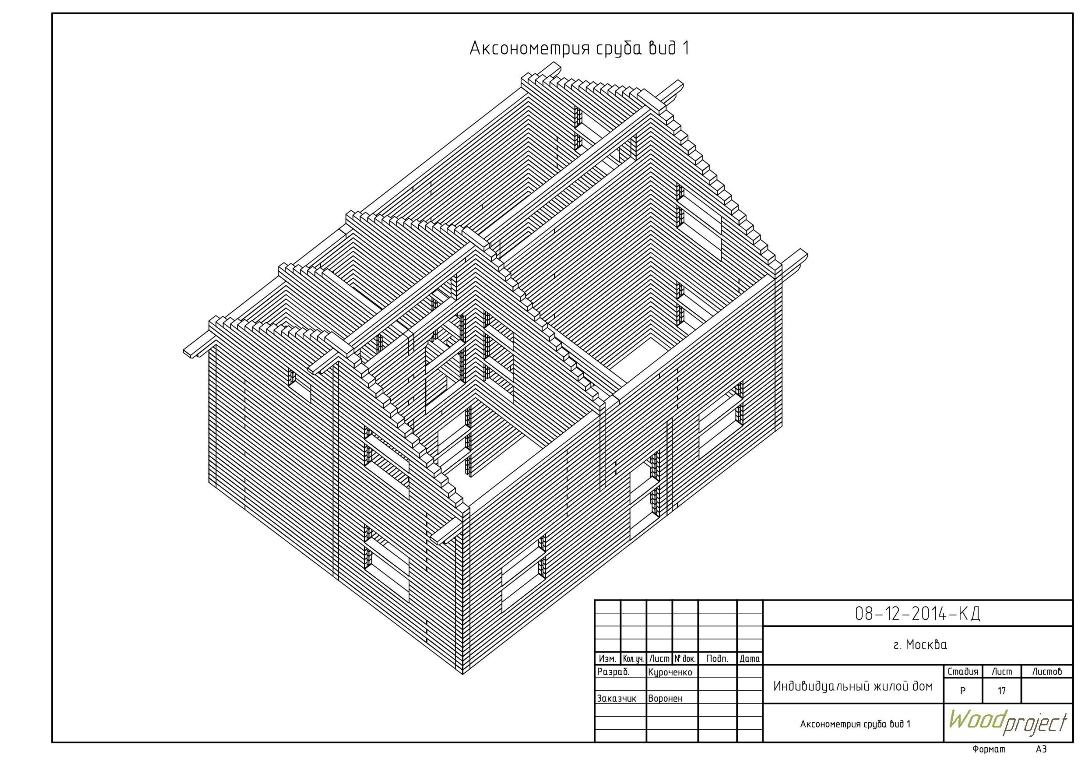 Аксонометрия сруба вид 1
08-12-2014-КД
г. Москва
Изм. Кол уч. Лист № док. Подп. Дата
Разраб. Куроченко
Заказчик Воронен
Индивидуальный жилой дом
Стадия Лист Листов
Р 17
Аксонометрия сруба вид 1
Woodproject
Формат А3